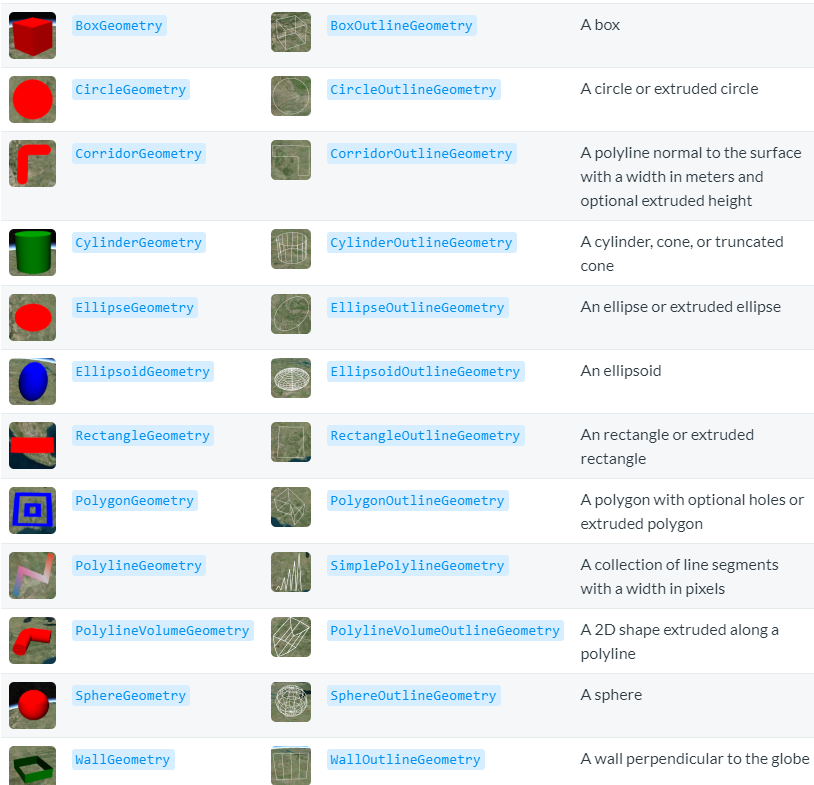 BoxGeometry BoxOutlineGeometry A box
CircleGeometry CircleOutlineGeometry A circle or extruded circle
CorridorGeometry CorridorOutlineGeometry A polyline normal to the surface
with a width in meters and
optional extruded height
CylinderGeometry CylinderOutlineGeometry A cylinder, cone, or truncated
cone
EllipseGeometry EllipseOutlineGeometry An ellipse or extruded ellipse
EllipsoidGeometry EllipsoidOutlineGeometry An ellipsoid
RectangleGeometry RectangleOutlineGeometry An rectangle or extruded
rectangle
PolygonGeometry PolygonOutlineGeometry A polygon with optional holes or
extruded polygon
PolylineGeometry SimplePolylineGeometry A collection of line segments
with a width in pixels
PolylineVolumeGeometry PolylineVolumeOutlineGeometry A 2D shape extruded along a
polyline
SphereGeometry SphereOutlineGeometry A sphere
WallGeometry WallOutlineGeometry A wall perpendicular to the globe